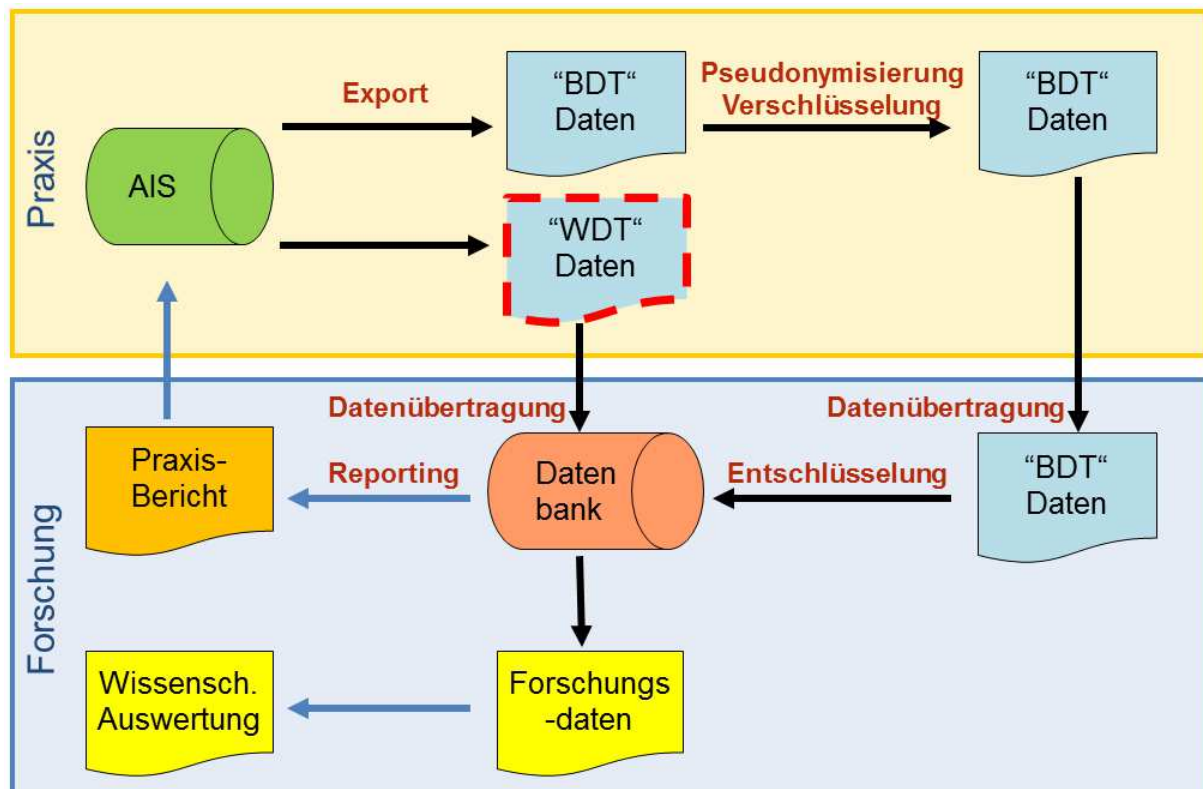 Praxis
AIS
Export
“BDT“
Daten
Pseudonymisierung
Verschlüsselung
“BDT“
Daten
“WDT“
Daten
Forschung
Datenübertragung
Datenübertragung
Praxis-
Bericht
Reporting
Daten
bank
Entschlüsselung
“BDT“
Daten
Wissensch.
Auswertung
Forschungs
-daten